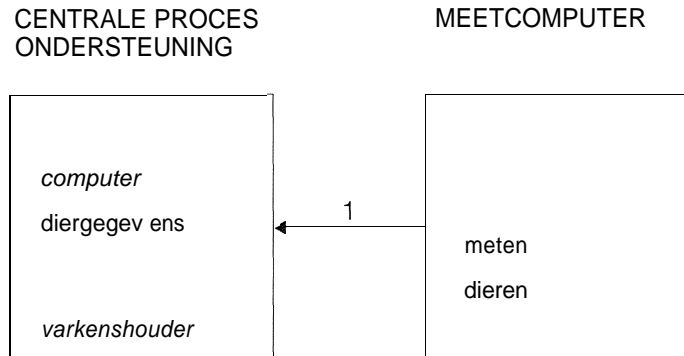 CENTRALE PROCES
ONDERSTEUNING
MEETCOMPUTER
computer
diergegev ens
varkenshouder
1
meten
dieren